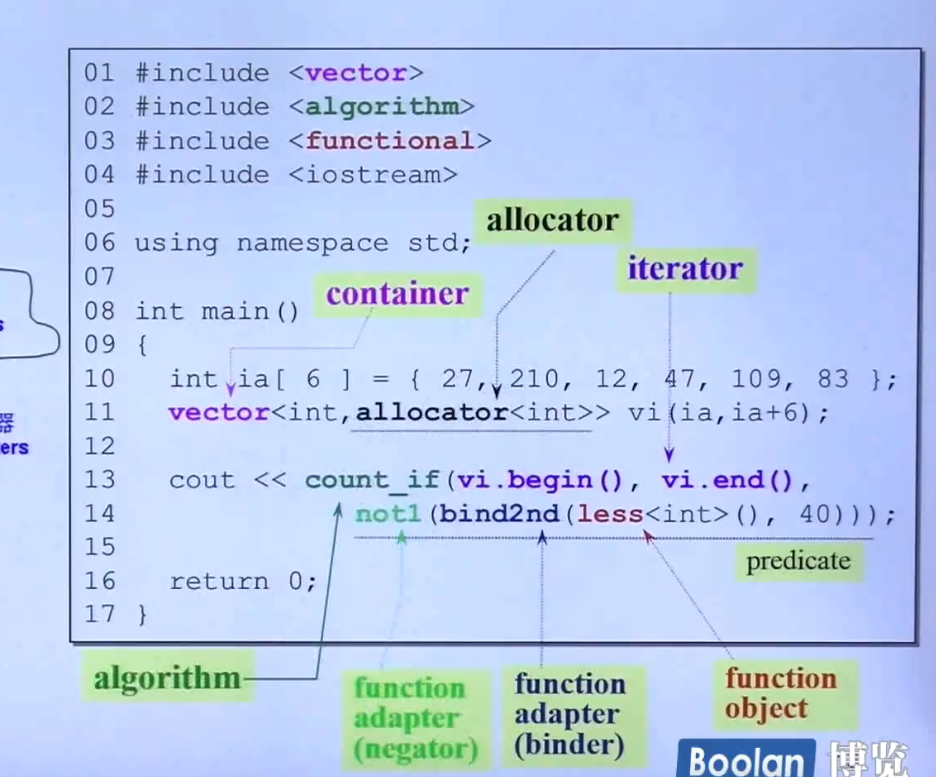 01 #include <vector>
02 #include <algorithm>
03 #include <functional>
04 #include <iostream>
05
allocator
06 using namespace std;
iterator
07
container
08 int main()
09 {
10 int ia[ 6 ] = { 27, 210, 12, 47, 109, 83 };
11 vector<int,allocator<int>> vi(ia,ia+6);
器
ers
12
13 cout << count_if(vi.begin(), vi.end(),
14 not1(bind2nd(less<int>(), 40)));
15
predicate
16 return 0;
17 }
algorithm
function
adapter
(negator)
function
adapter
(binder)
function
object
Boolan 博览